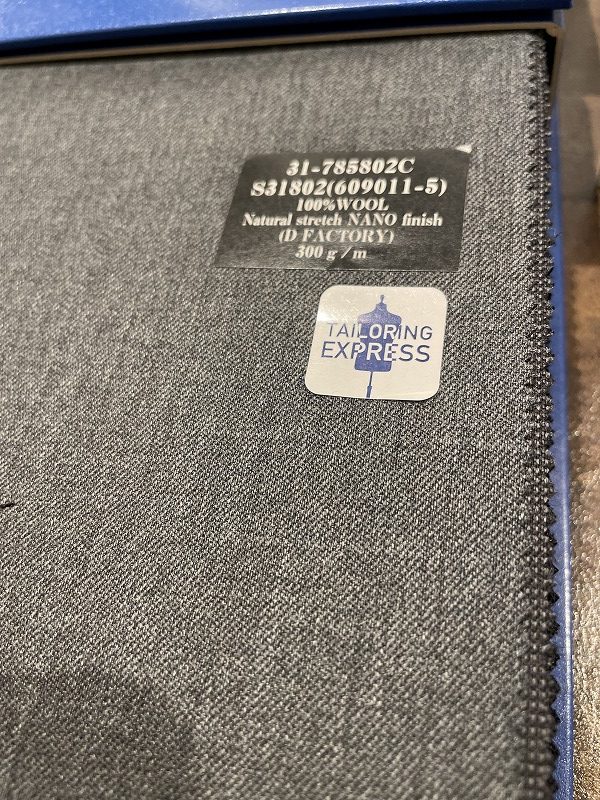 31-785802C
S31802(609011-5)
100%WOOL
Natural stretch NANO finish
(D FACTORY)
300 g /m
TAILORING
EXPRESS